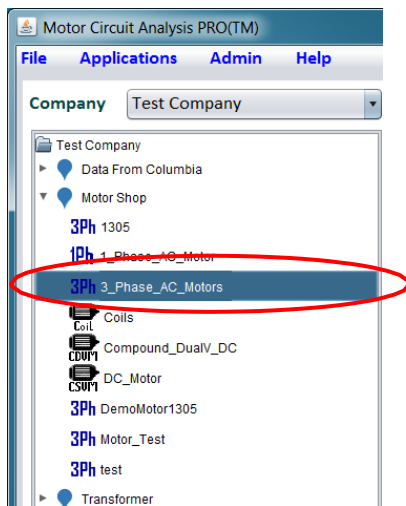 Motor Circuit Analysis PRO(TM)
File Applications Admin Help
Company Test Company
Test Company
Data From Columbia
Motor Shop
3Ph 1305
1Ph 1_Phase_AC_Motor
3Ph 3_Phase_AC_Motors
Coil Coils
CDVM Compound_DualV_DC
CSVM DC_Motor
3Ph DemoMotor1305
3Ph Motor_Test
3Ph test
Transformer